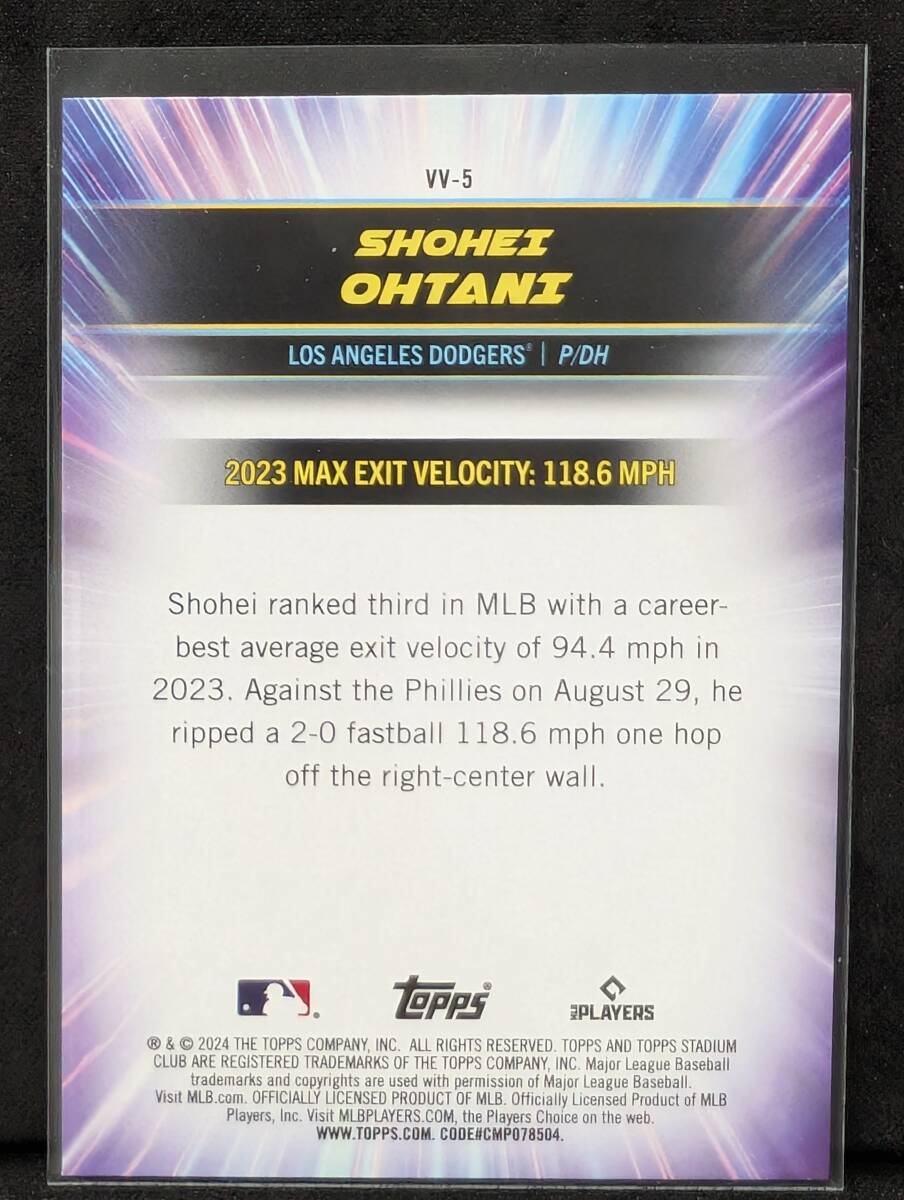 VV-5
SHOHEI
OHTANI
LOS ANGELES DODGERS® | P/DH
2023 MAX EXIT VELOCITY: 118.6 MPH
Shohei ranked third in MLB with a career-
best average exit velocity of 94.4 mph in
2023. Against the Phillies on August 29, he
ripped a 2-0 fastball 118.6 mph one hop
off the right-center wall.
topps® MLB PLAYERS
® & © 2024 THE TOPPS COMPANY, INC. ALL RIGHTS RESERVED. TOPPS AND TOPPS STADIUM
CLUB ARE REGISTERED TRADEMARKS OF THE TOPPS COMPANY, INC. Major League Baseball
trademarks and copyrights are used with permission of Major League Baseball.
Visit MLB.com. OFFICIALLY LICENSED PRODUCT OF MLB. Officially Licensed Product of MLB
Players, Inc. Visit MLBPLAYERS.COM, the Players Choice on the web.
WWW.TOPPS.COM. CODE#CMP078504.